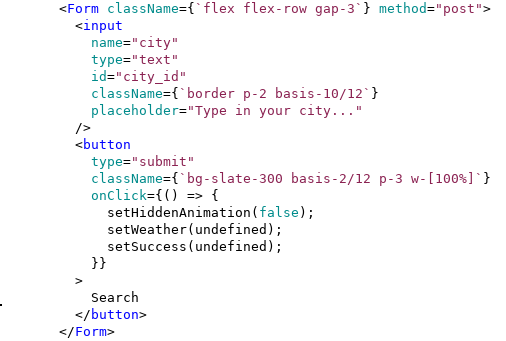 <Form className={`flex flex-row gap-3`} method="post">
<input
name="city"
type="text"
id="city_id"
className={`border p-2 basis-10/12`}
placeholder="Type in your city..."
/>
<button
type="submit"
className={`bg-slate-300 basis-2/12 p-3 w-[100%]`}
onClick={() => {
setHiddenAnimation(false);
setWeather(undefined);
setSuccess(undefined);
}}
>
Search
</button>
</Form>